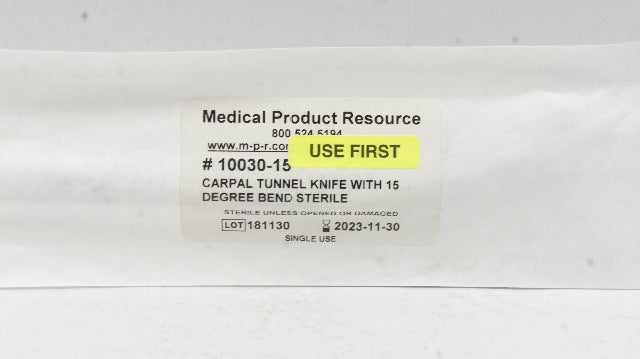 Medical Product Resource
800 524 5194
www.m-p-r.com
USE FIRST
# 10030-15
CARPAL TUNNEL KNIFE WITH 15
DEGREE BEND STERILE
STERILE UNLESS OPENED OR DAMAGED
LOT 181130 2023-11-30
SINGLE USE